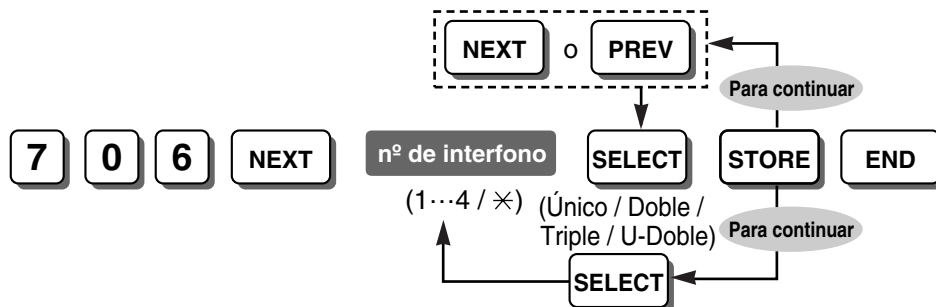 NEXT o PREV
Para continuar
7 0 6 NEXT nº de interfono SELECT STORE END
(1···4 / ✳) (Único / Doble /
Triple / U-Doble)
Para continuar
SELECT